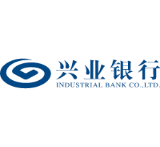 兴业银行
INDUSTRIAL BANK CO.,LTD.